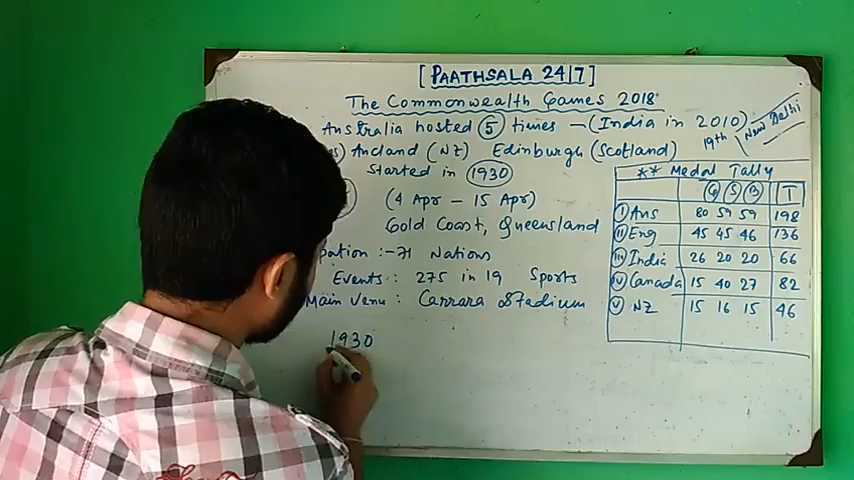 [PAATHSALA 24|7]
The Commonwealth Games 2018
Australia hosted 5 times - (India in 2010)
19th | New Delhi
Aucland (NZ) Edinburgh (Scotland)
Started in 1930
(4 Apr - 15 Apr)
Gold Coast, Queensland
pation :- 71 Nations
Events : 275 in 19 Sports
Main Venu : Carrara Stadium
1930
** Medal Tally
G S B T
I Aus 80 59 59 198
II Eng 45 45 46 136
III India 26 20 20 66
IV Canada 15 40 27 82
V NZ 15 16 15 46